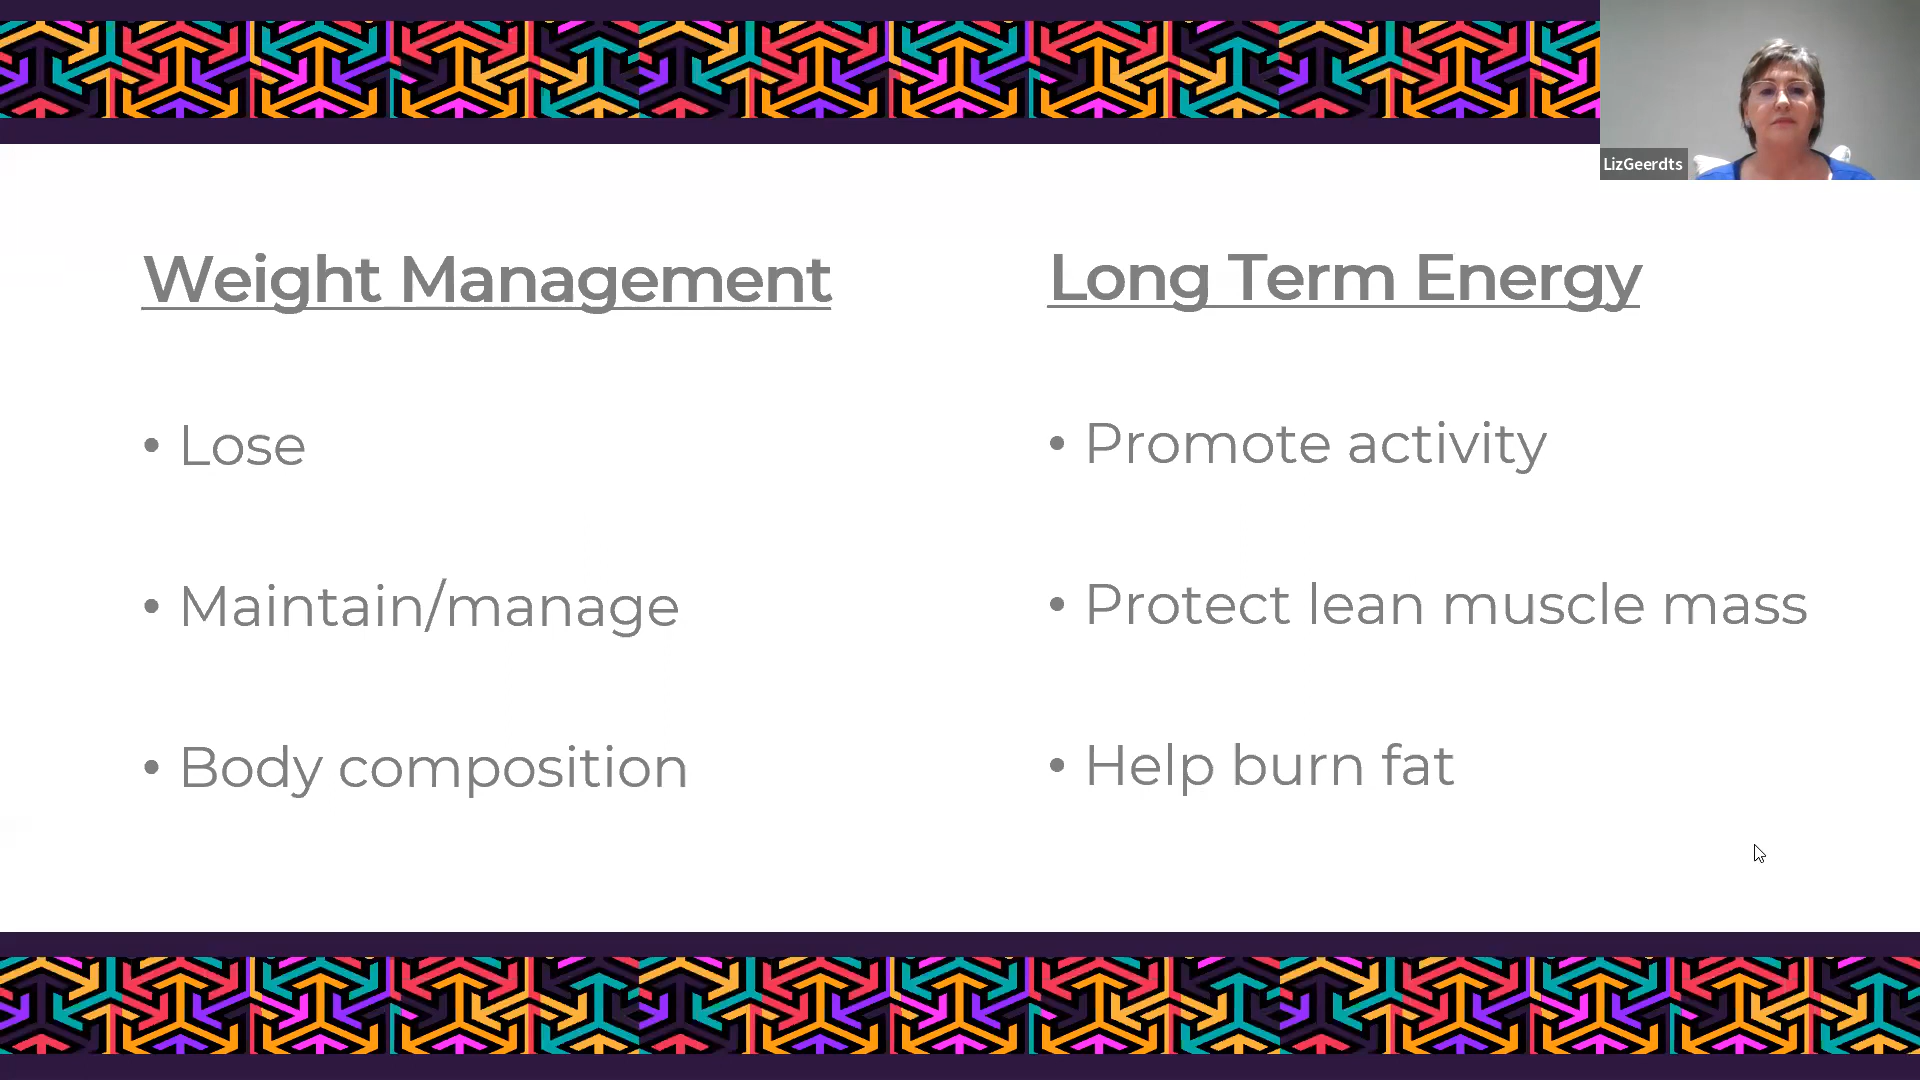 LizGeerdts
Weight Management
• Lose
• Maintain/manage
• Body composition
Long Term Energy
• Promote activity
• Protect lean muscle mass
• Help burn fat